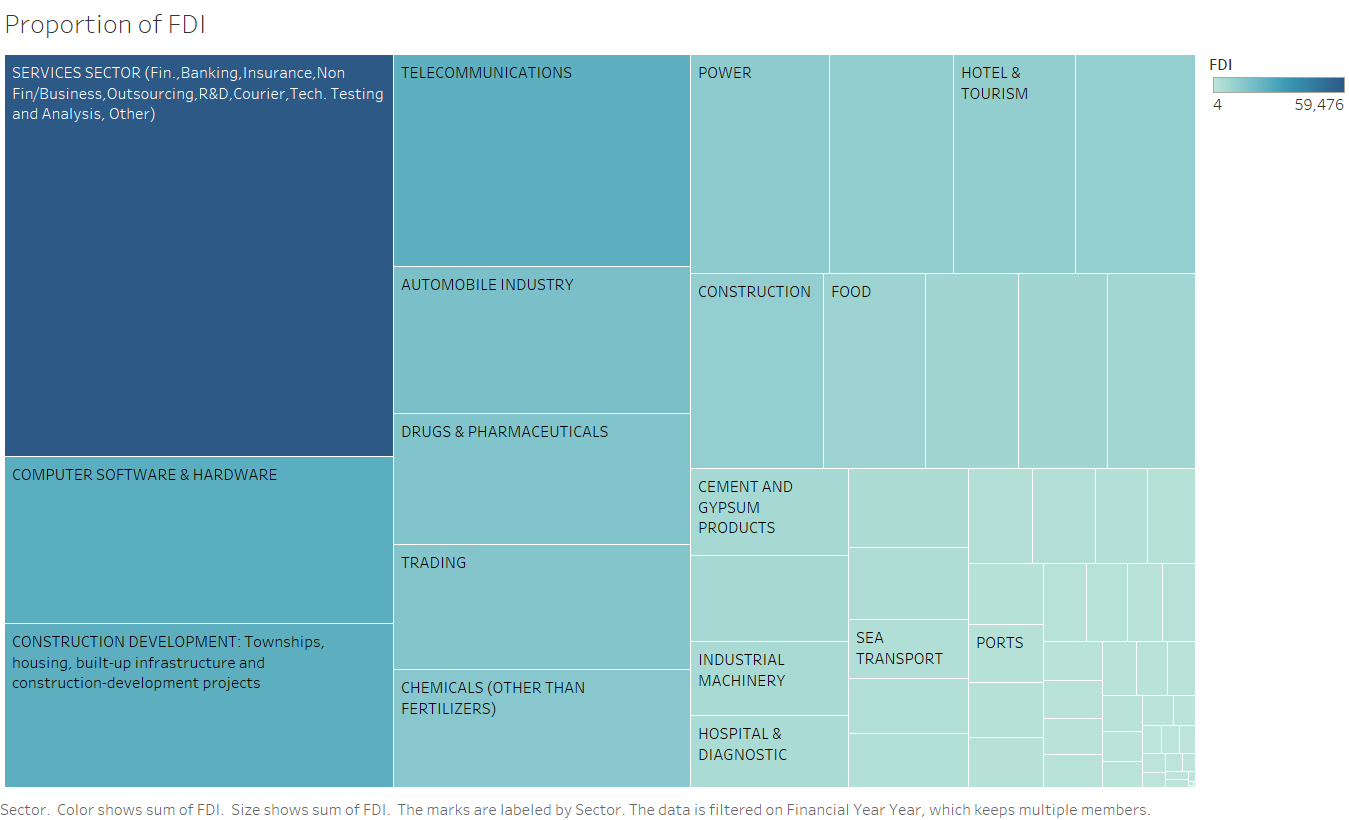 Proportion of FDI
SERVICES SECTOR (Fin.,Banking,Insurance,Non
Fin/Business,Outsourcing,R&D,Courier,Tech. Testing
and Analysis, Other)
COMPUTER SOFTWARE & HARDWARE
CONSTRUCTION DEVELOPMENT: Townships,
housing, built-up infrastructure and
construction-development projects
TELECOMMUNICATIONS
AUTOMOBILE INDUSTRY
DRUGS & PHARMACEUTICALS
TRADING
CHEMICALS (OTHER THAN
FERTILIZERS)
POWER
HOTEL &
TOURISM
CONSTRUCTION
FOOD
CEMENT AND
GYPSUM
PRODUCTS
INDUSTRIAL
MACHINERY
HOSPITAL &
DIAGNOSTIC
SEA
TRANSPORT
PORTS
FDI
4 59,476
Sector. Color shows sum of FDI. Size shows sum of FDI. The marks are labeled by Sector. The data is filtered on Financial Year Year, which keeps multiple members.